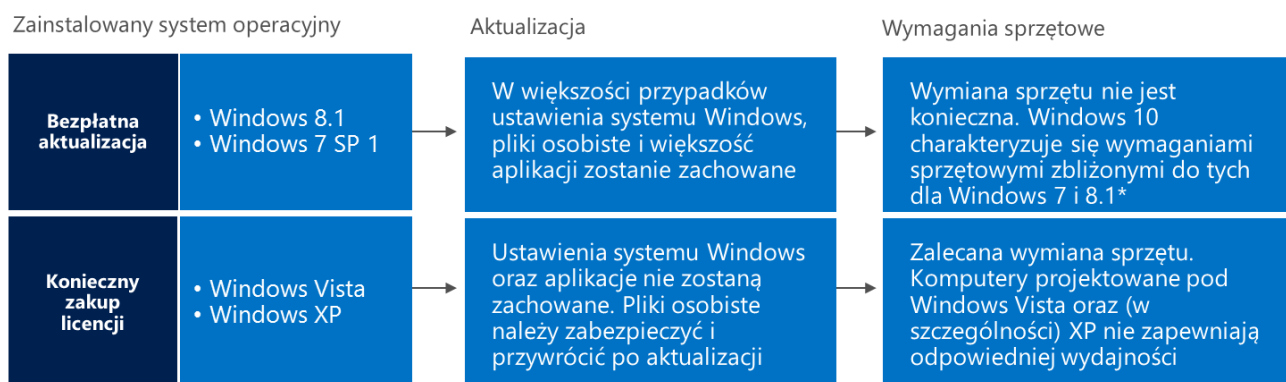 Zainstalowany system operacyjny
Aktualizacja
Wymagania sprzętowe
Bezpłatna
aktualizacja
• Windows 8.1
• Windows 7 SP 1
W większości przypadków
ustawienia systemu Windows,
pliki osobiste i większość
aplikacji zostanie zachowane
Wymiana sprzętu nie jest
konieczna. Windows 10
charakteryzuje się wymaganiami
sprzętowymi zbliżonymi do tych
dla Windows 7 i 8.1*
Konieczny
zakup
licencji
• Windows Vista
• Windows XP
Ustawienia systemu Windows
oraz aplikacje nie zostaną
zachowane. Pliki osobiste
należy zabezpieczyć i
przywrócić po aktualizacji
Zalecana wymiana sprzętu.
Komputery projektowane pod
Windows Vista oraz (w
szczególności) XP nie zapewniają
odpowiedniej wydajności